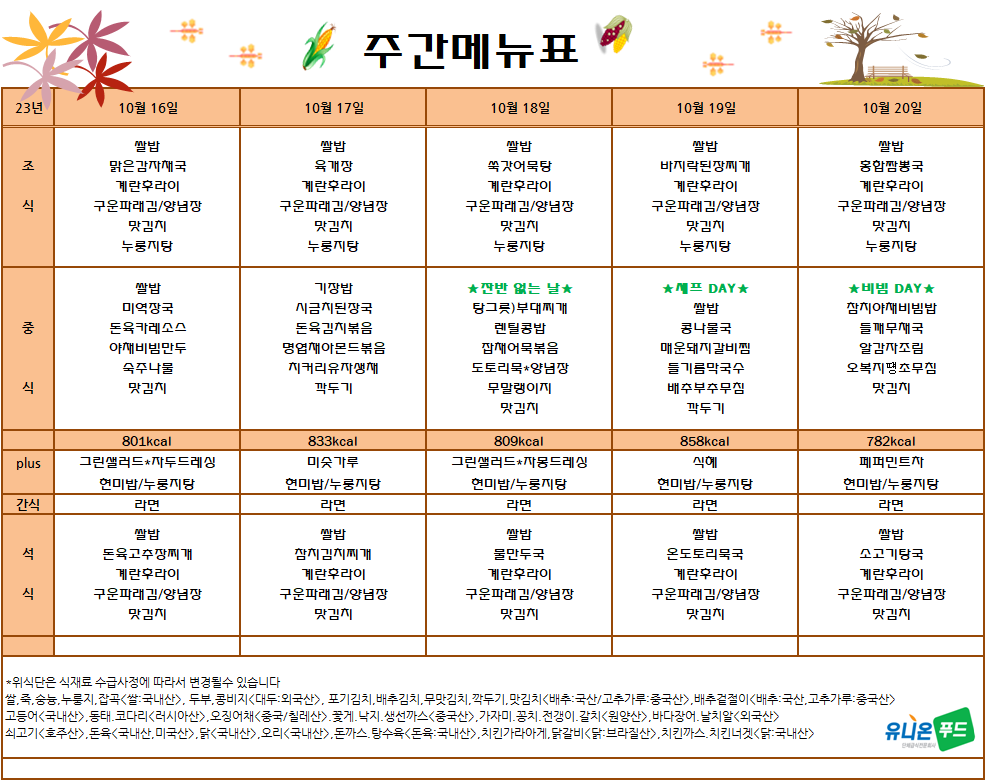 주간메뉴표
23년 10월 16일 10월 17일 10월 18일 10월 19일 10월 20일
쌀밥 쌀밥 쌀밥 쌀밥 쌀밥
조 맑은감자채국 육개장 쑥갓어묵탕 바지락된장찌개 홍합짬뽕국
계란후라이 계란후라이 계란후라이 계란후라이 계란후라이
식 구운파래김/양념장 구운파래김/양념장 구운파래김/양념장 구운파래김/양념장 구운파래김/양념장
맛김치 맛김치 맛김치 맛김치 맛김치
누룽지탕 누룽지탕 누룽지탕 누룽지탕 누룽지탕
쌀밥 기장밥 ★잔반 없는 날★ ★셰프 DAY★ ★비빔 DAY★
미역장국 시금치된장국 탕그릇)부대찌개 쌀밥 참치야채비빔밥
중 돈육카레소스 돈육김치볶음 렌틸콩밥 콩나물국 들깨무채국
야채비빔만두 명엽채아몬드볶음 잡채어묵볶음 매운돼지갈비찜 알감자조림
숙주나물 치커리유자생채 도토리묵*양념장 들기름막국수 오복지평초무침
식 맛김치 깍두기 무말랭이지 배추부추무침 맛김치
맛김치 깍두기
801kcal 833kcal 809kcal 858kcal 782kcal
plus 그린샐러드*자두드레싱 미숫가루 그린샐러드*자몽드레싱 식혜 페퍼민트차
현미밥/누룽지탕 현미밥/누룽지탕 현미밥/누룽지탕 현미밥/누룽지탕 현미밥/누룽지탕
간식 라면 라면 라면 라면 라면
쌀밥 쌀밥 쌀밥 쌀밥 쌀밥
석 돈육고추장찌개 참치김치찌개 물만두국 온도토리묵국 소고기탕국
계란후라이 계란후라이 계란후라이 계란후라이 계란후라이
식 구운파래김/양념장 구운파래김/양념장 구운파래김/양념장 구운파래김/양념장 구운파래김/양념장
맛김치 맛김치 맛김치 맛김치 맛김치
*위식단은 식재료 수급사정에 따라서 변경될수 있습니다
쌀,죽,숭늉,누룽지,잡곡<쌀:국내산>, 두부,콩비지<대두:외국산>, 포기김치,배추김치,무맛김치,깍두기,맛김치<배추:국산/고추가루:중국산>,배추겉절이<배추:국산,고추가루:중국산>
고등어<국내산>,동태.코다리<러시아산>,오징어채<중국/칠레산>.꽃게.낙지.생선까스<중국산>,가자미.꽁치.전갱이.갈치<원양산>,바다장어.날치알<외국산>
쇠고기<호주산>,돈육<국내산,미국산>,닭<국내산>,오리<국내산>,돈까스.탕수육<돈육:국내산>,치킨가라아게,닭갈비<닭:브라질산>,치킨까스.치킨너겟<닭:국내산>
유니온푸드
단체급식전문회사